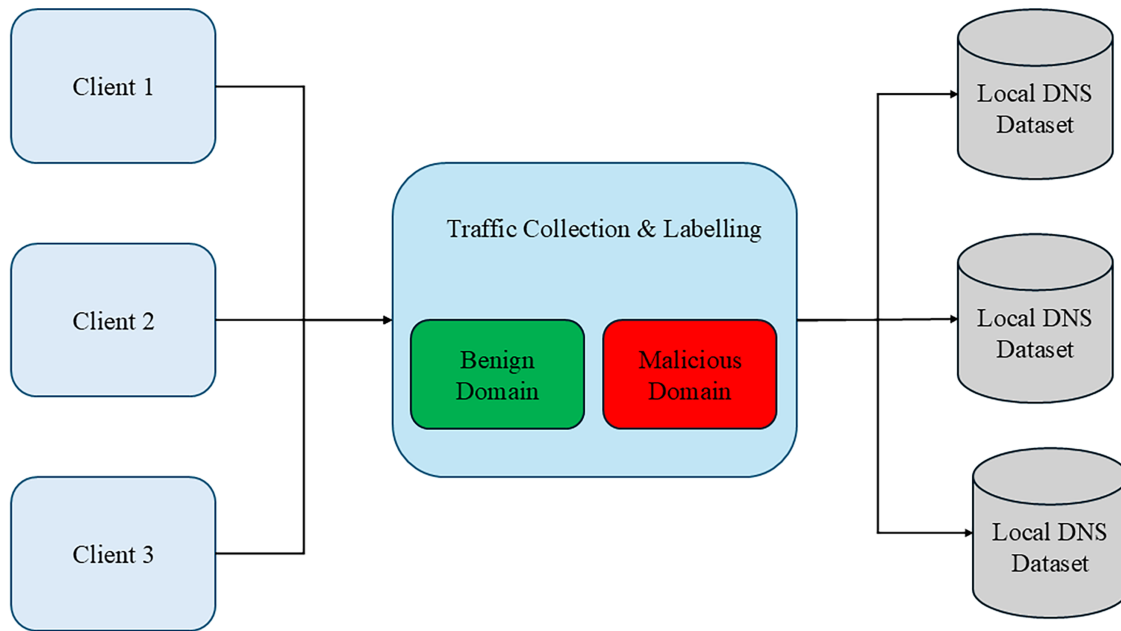 Client 1
Local DNS
Dataset
Traffic Collection & Labelling
Client 2
Benign
Domain
Malicious
Domain
Local DNS
Dataset
Client 3
Local DNS
Dataset